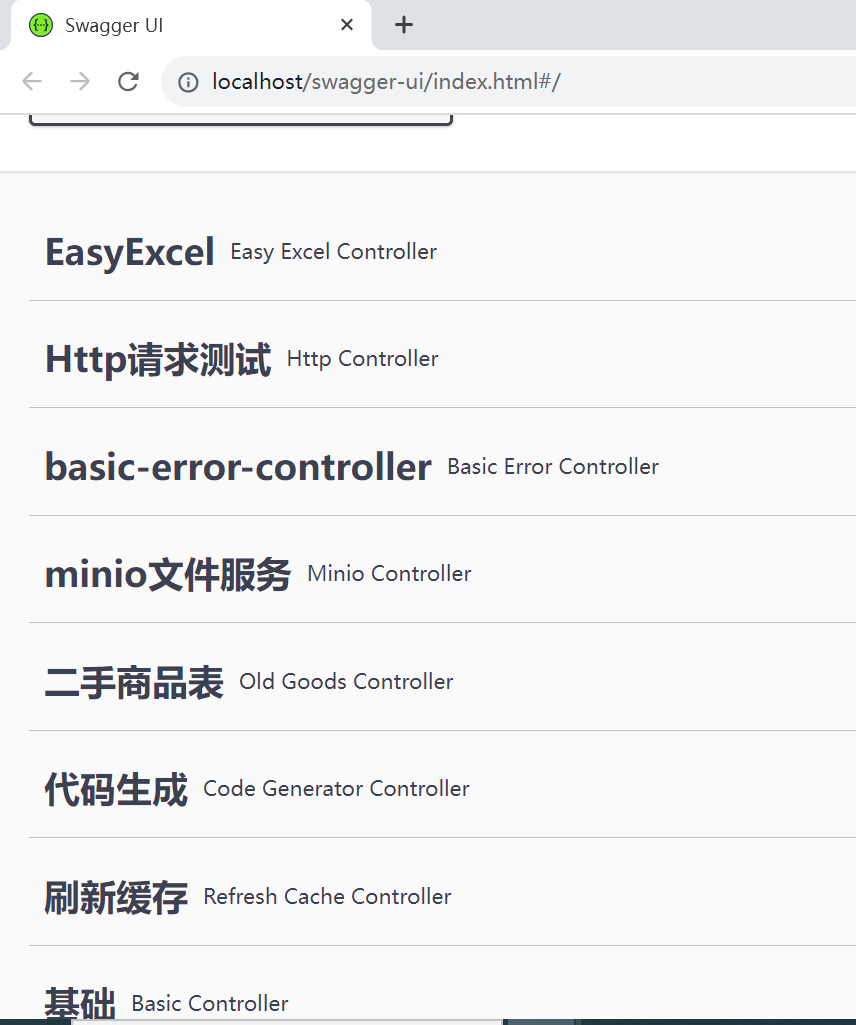 Swagger UI
localhost/swagger-ui/index.html#/
EasyExcel Easy Excel Controller
Http请求测试 Http Controller
basic-error-controller Basic Error Controller
minio文件服务 Minio Controller
二手商品表 Old Goods Controller
代码生成 Code Generator Controller
刷新缓存 Refresh Cache Controller
基础 Basic Controller